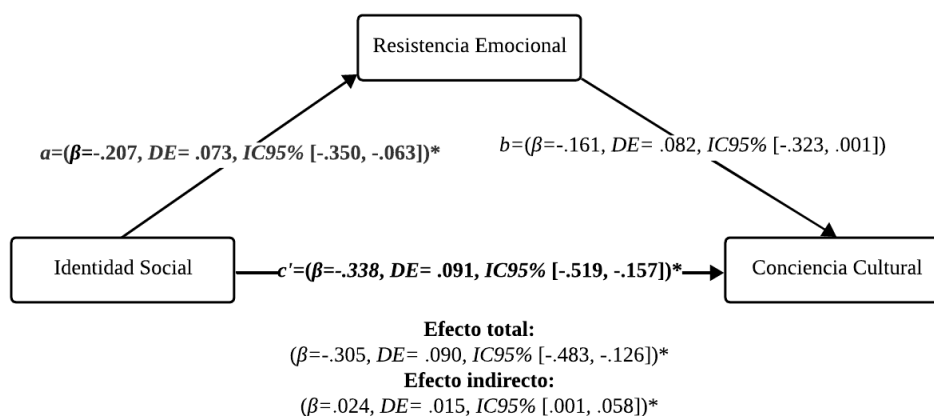 Resistencia Emocional
a=(β=-.207, DE= .073, IC95% [-.350, -.063])*
b=(β=-.161, DE= .082, IC95% [-.323, .001])
Identidad Social
c'=(β=-.338, DE= .091, IC95% [-.519, -.157])*
Conciencia Cultural
Efecto total:
(β=-.305, DE= .090, IC95% [-.483, -.126])*
Efecto indirecto:
(β=.024, DE= .015, IC95% [.001, .058])*